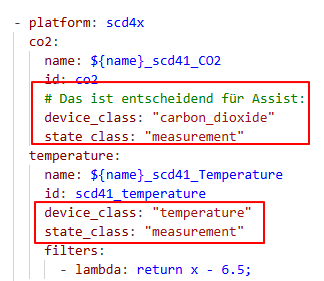 - platform: scd4x
co2:
name: ${name}_scd41_CO2
id: co2
# Das ist entscheidend für Assist:
device_class: "carbon_dioxide"
state_class: "measurement"
temperature:
name: ${name}_scd41_Temperature
id: scd41_temperature
device_class: "temperature"
state_class: "measurement"
filters:
- lambda: return x - 6.5;